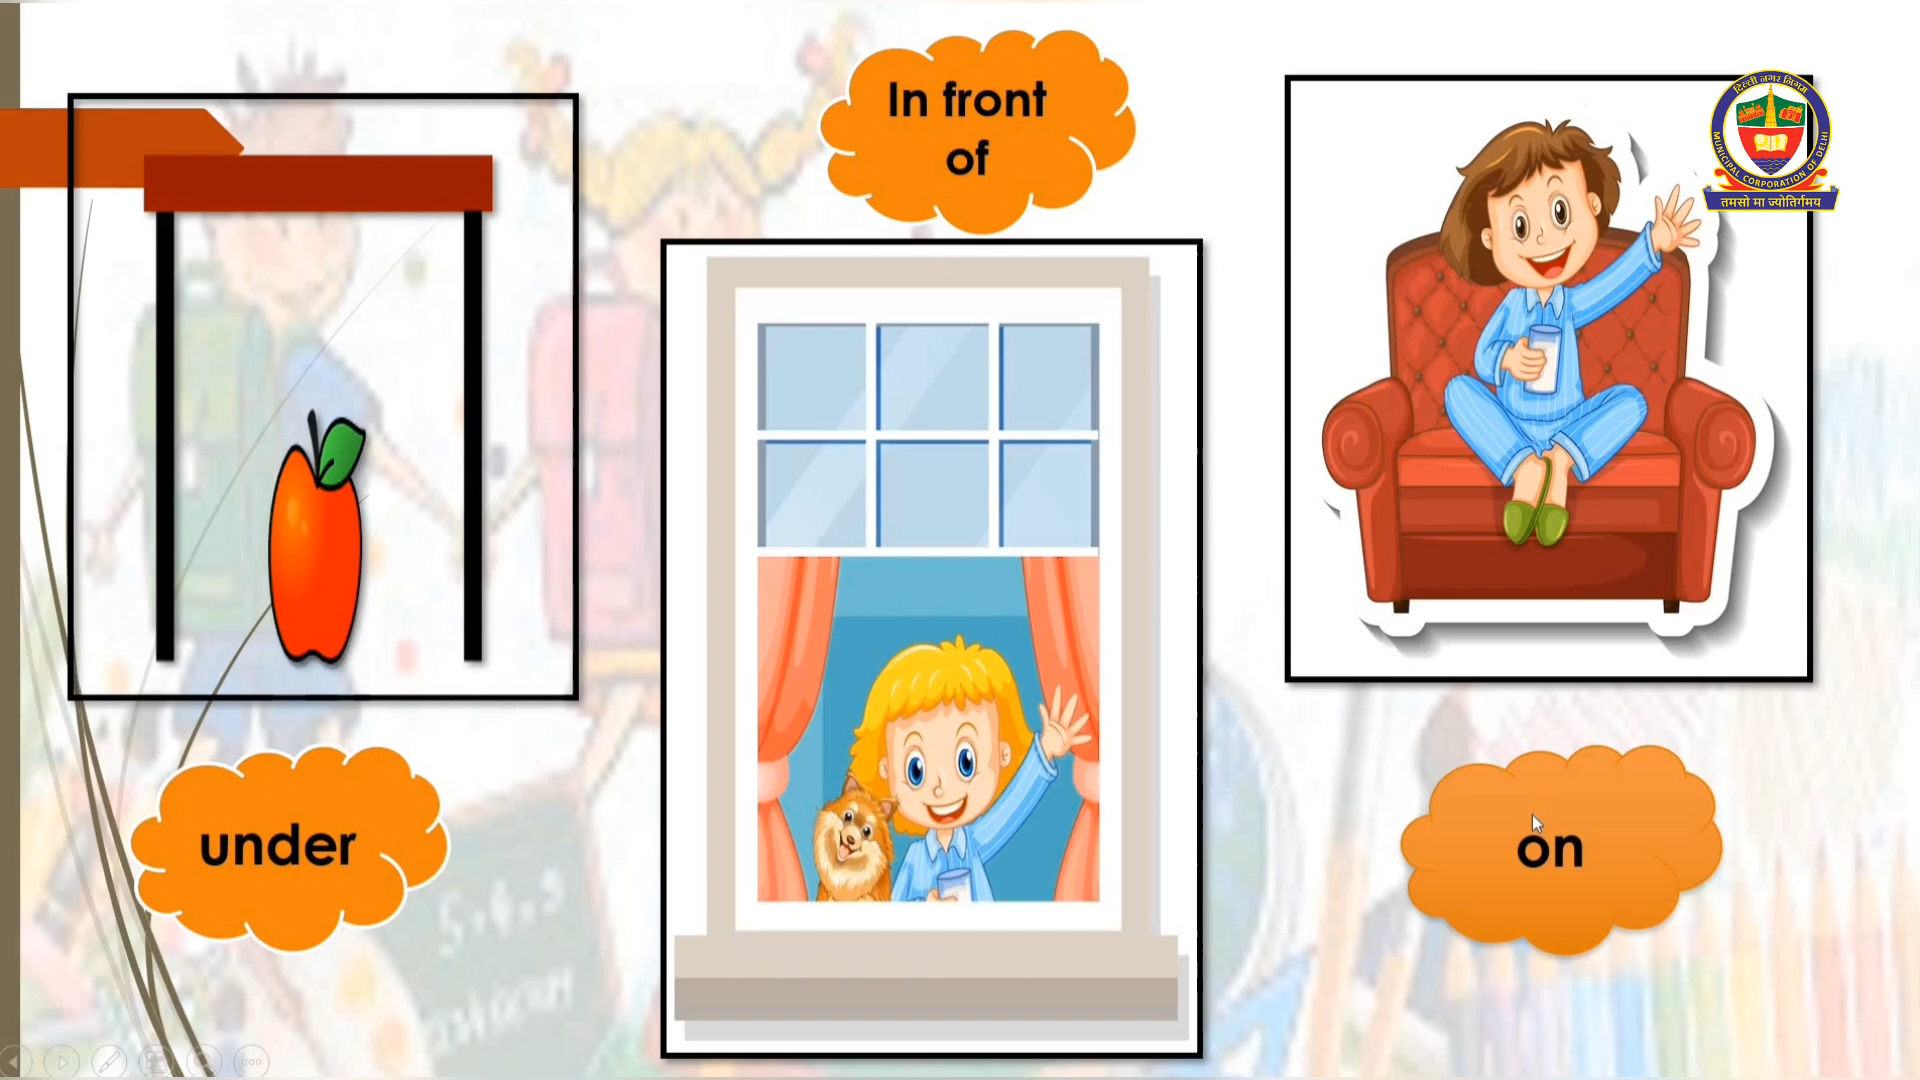 In front
of
दिल्ली नगर निगम
MUNICIPAL CORPORATION OF DELHI
तमसो मा ज्योतिर्गमय
under
on